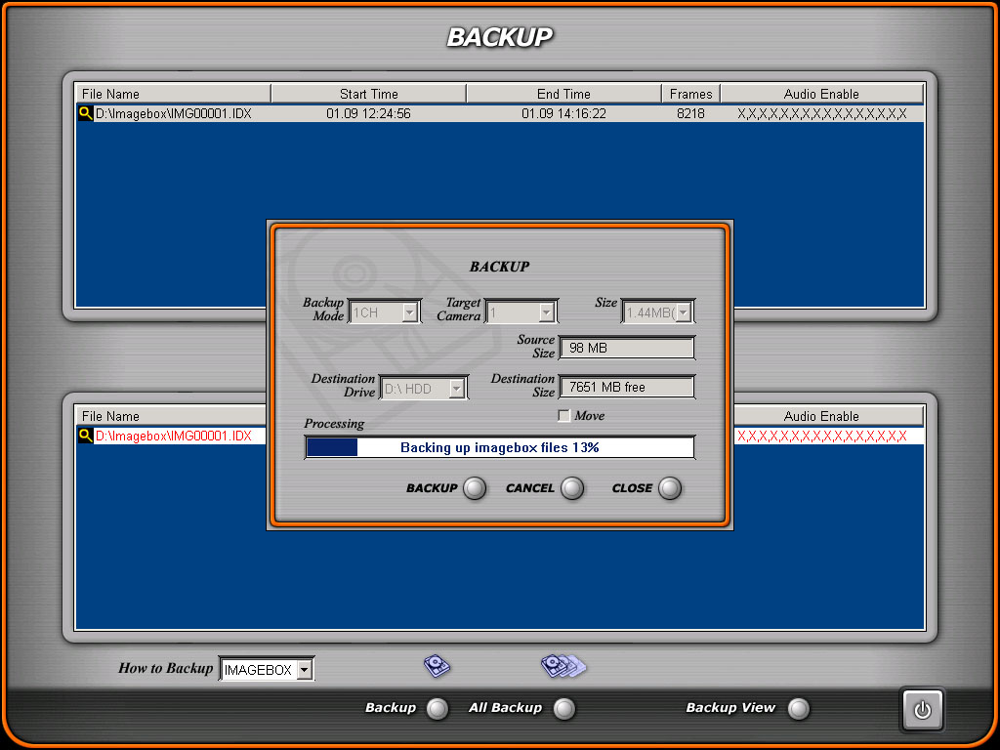 BACKUP
File Name Start Time End Time Frames Audio Enable
D:\Imagebox\IMG00001.IDX 01.09 12:24:56 01.09 14:16:22 8218 X,X,X,X,X,X,X,X,X,X,X,X,X,X,X,X
BACKUP
Backup Mode 1CH Target Camera 1 Size 1.44MB(
Source Size 98 MB
Destination Drive D:\ HDD Destination Size 7651 MB free
Move
Processing
Backing up imagebox files 13%
BACKUP CANCEL CLOSE
File Name Audio Enable
D:\Imagebox\IMG00001.IDX X,X,X,X,X,X,X,X,X,X,X,X,X,X,X,X
How to Backup IMAGEBOX
Backup All Backup Backup View